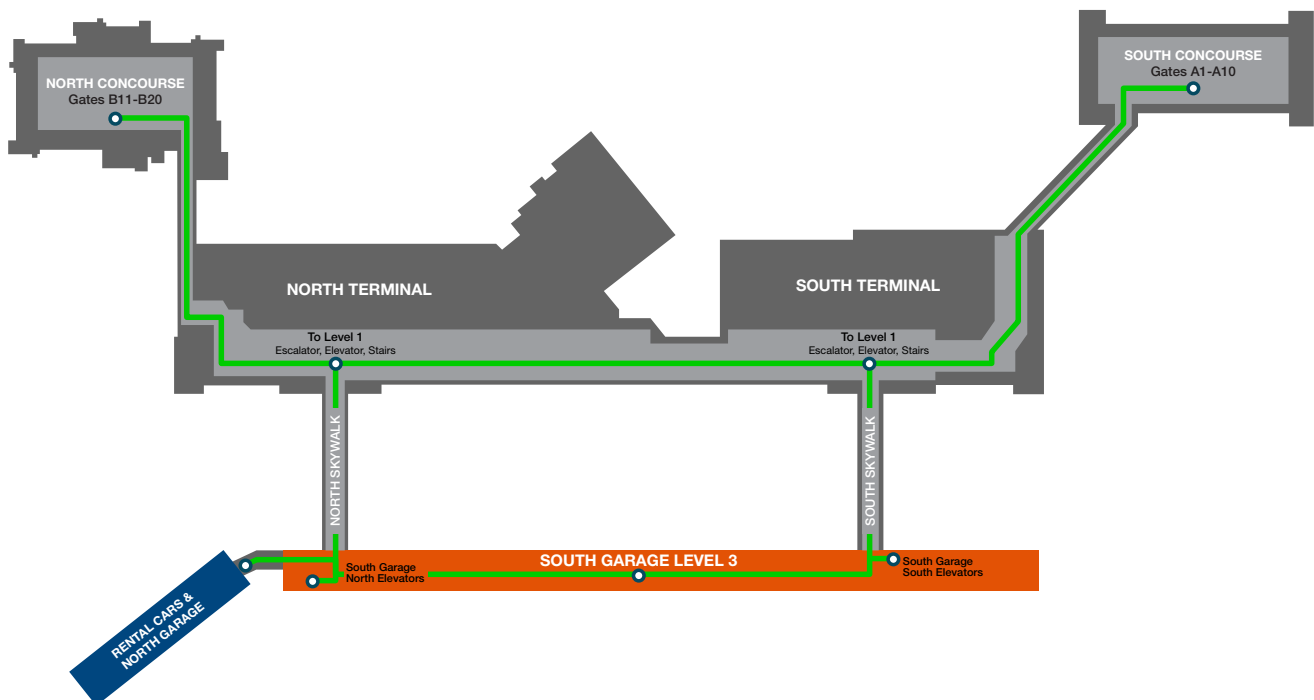 NORTH CONCOURSE
Gates B11-B20
SOUTH CONCOURSE
Gates A1-A10
NORTH TERMINAL
SOUTH TERMINAL
To Level 1
Escalator, Elevator, Stairs
To Level 1
Escalator, Elevator, Stairs
NORTH SKYWALK
SOUTH SKYWALK
SOUTH GARAGE LEVEL 3
South Garage
North Elevators
South Garage
South Elevators
RENTAL CARS &
NORTH GARAGE